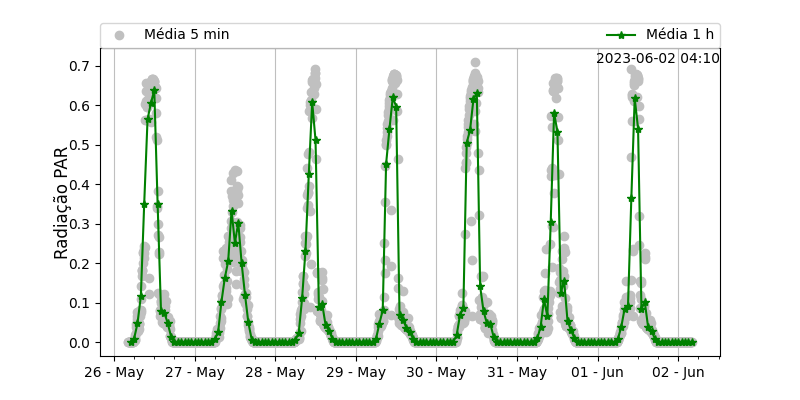 Média 5 min
Média 1 h
2023-06-02 04:10
Radiação PAR
0.7
0.6
0.5
0.4
0.3
0.2
0.1
0.0
26 - May
27 - May
28 - May
29 - May
30 - May
31 - May
01 - Jun
02 - Jun